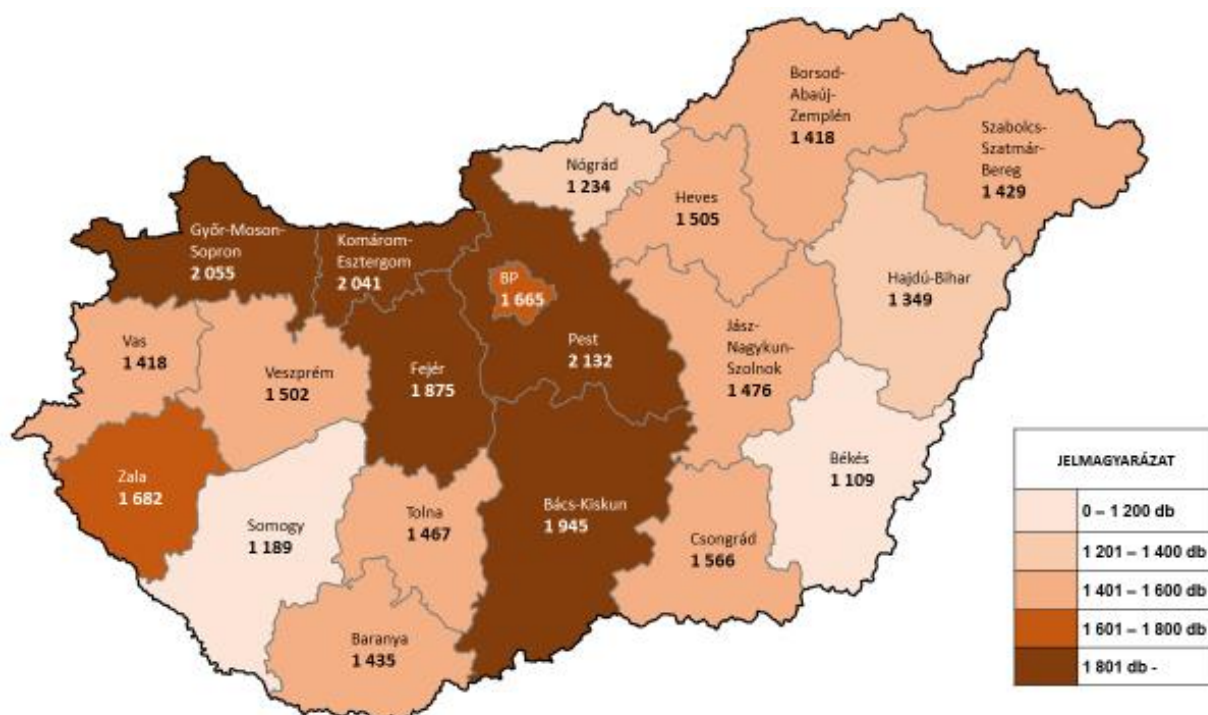 Borsod-
Abaúj-
Zemplén
1 418
Szabolcs-
Szatmár-
Bereg
1 429
Nógrád
1 234
Heves
1 505
Győr-Moson-
Sopron
2 055
Komárom-
Esztergom
2 041
BP
1 665
Hajdú-Bihar
1 349
Vas
1 418
Veszprém
1 502
Fejér
1 875
Pest
2 132
Jász-
Nagykun-
Szolnok
1 476
Zala
1 682
Somogy
1 189
Tolna
1 467
Bács-Kiskun
1 945
Csongrád
1 566
Békés
1 109
Baranya
1 435
JELMAGYARÁZAT
0 – 1 200 db
1 201 – 1 400 db
1 401 – 1 600 db
1 601 – 1 800 db
1 801 db -